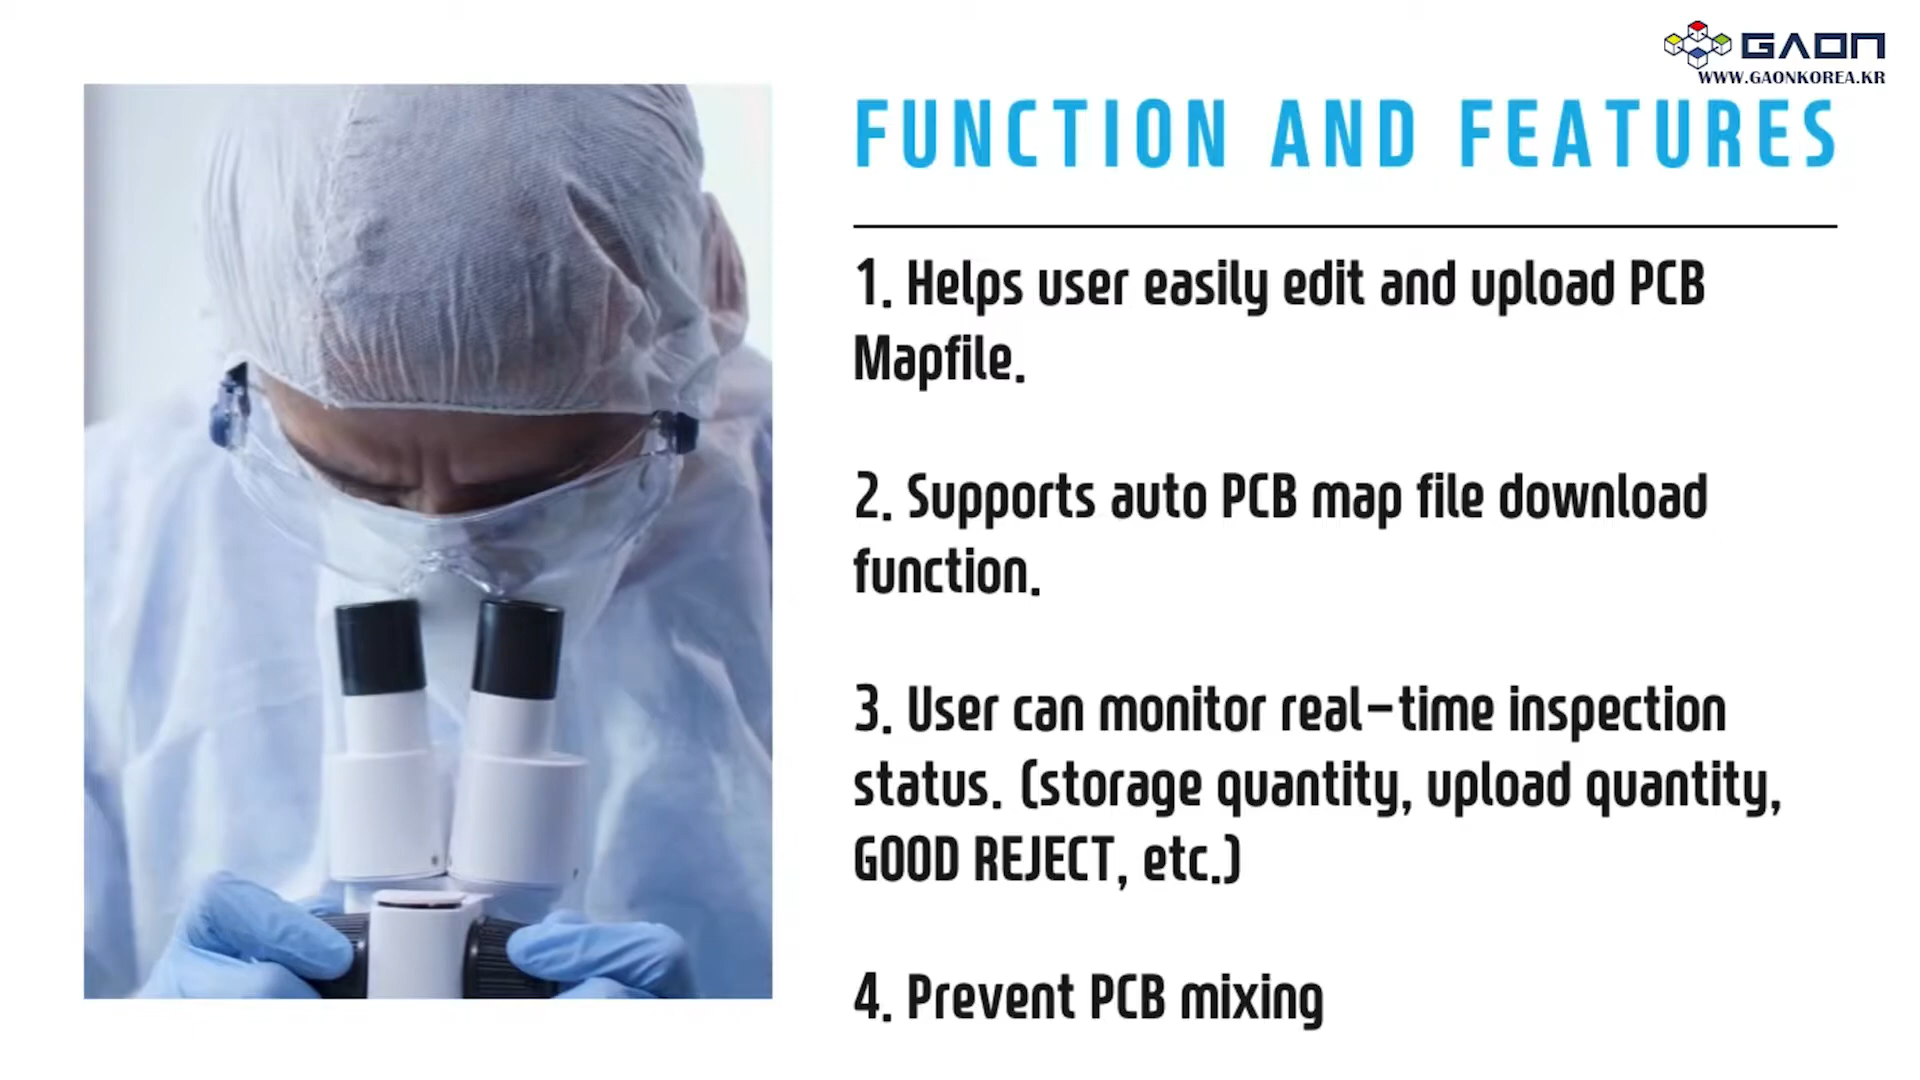 GAON
WWW.GAONKOREA.KR
FUNCTION AND FEATURES
1. Helps user easily edit and upload PCB
Mapfile.
2. Supports auto PCB map file download
function.
3. User can monitor real-time inspection
status. (storage quantity, upload quantity,
GOOD REJECT, etc.)
4. Prevent PCB mixing